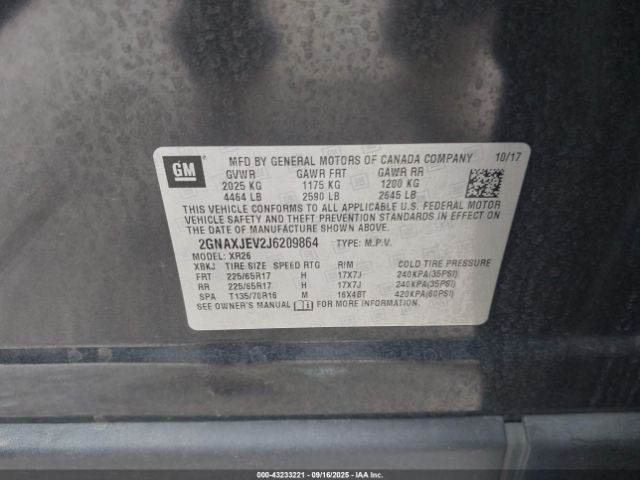 GM
MFD BY GENERAL MOTORS OF CANADA COMPANY 10/17
GVWR GAWR FRT GAWR RR
2025 KG 1175 KG 1200 KG
4464 LB 2590 LB 2645 LB
THIS VEHICLE CONFORMS TO ALL APPLICABLE U.S. FEDERAL MOTOR
VEHICLE SAFETY AND THEFT PREVENTION STANDARDS IN EFFECT ON
THE DATE OF MANUFACTURE SHOWN ABOVE.
2GNAXJEV2J6209864 TYPE: M.P.V.
MODEL: XR26
XBKJ TIRE SIZE SPEED RTG RIM COLD TIRE PRESSURE
FRT 225/65R17 H 17X7J 240KPA(35PSI)
RR 225/65R17 H 17X7J 240KPA(35PSI)
SPA T135/70R16 M 16X4BT 420KPA(60PSI)
SEE OWNER'S MANUAL i FOR MORE INFORMATION.
© - 43233221 - 09/16/2025 - IAA Inc.